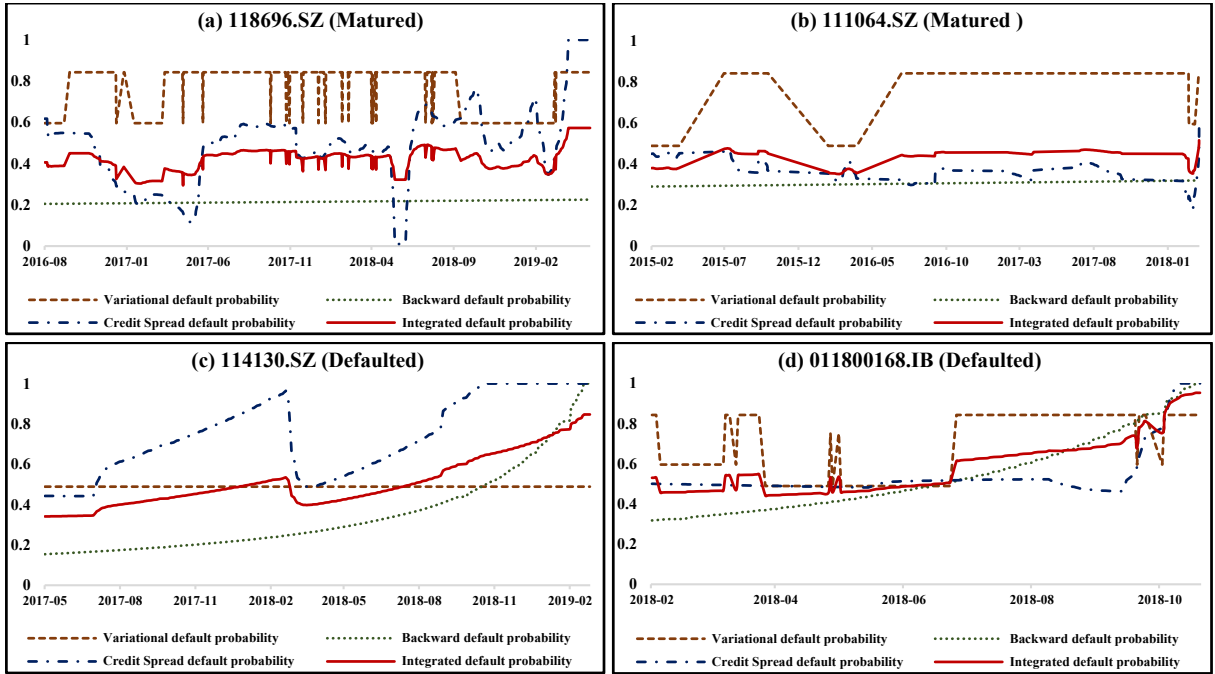 (a) 118696.SZ (Matured)
1
0.8
0.6
0.4
0.2
0
2016-08 2017-01 2017-06 2017-11 2018-04 2018-09 2019-02
Variational default probability Backward default probability
Credit Spread default probability Integrated default probability
(b) 111064.SZ (Matured )
1
0.8
0.6
0.4
0.2
0
2015-02 2015-07 2015-12 2016-05 2016-10 2017-03 2017-08 2018-01
Variational default probability Backward default probability
Credit Spread default probability Integrated default probability
(c) 114130.SZ (Defaulted)
1
0.8
0.6
0.4
0.2
0
2017-05 2017-08 2017-11 2018-02 2018-05 2018-08 2018-11 2019-02
Variational default probability Backward default probability
Credit Spread default probability Integrated default probability
(d) 011800168.IB (Defaulted)
1
0.8
0.6
0.4
0.2
0
2018-02 2018-04 2018-06 2018-08 2018-10
Variational default probability Backward default probability
Credit Spread default probability Integrated default probability